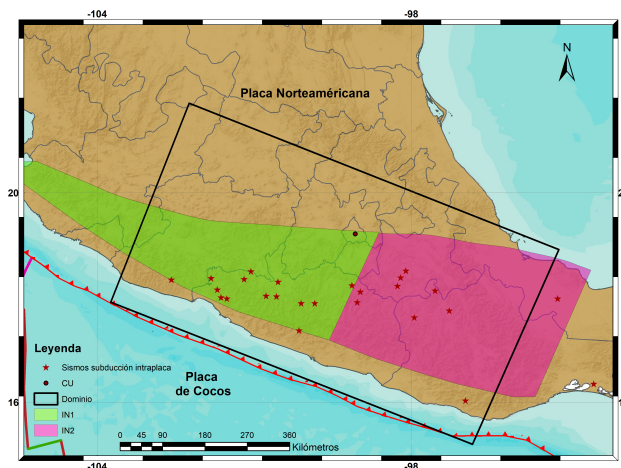 -104
-98
N
Placa Norteaméricana
20
Leyenda
Sismos subducción intraplaca
CU
Dominio
IN1
IN2
Placa
de Cocos
16
0 45 90 180 270 360
Kilómetros
-104
-98